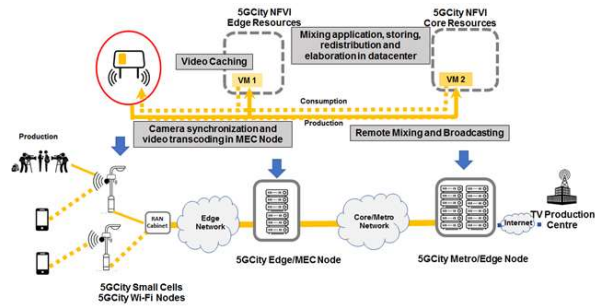 5GCity NFVI
Edge Resources
Mixing application, storing,
redistribution and
elaboration in datacenter
5GCity NFVI
Core Resources
Video Caching
VM 1
VM 2
Consumption
Production
Camera synchronization and
video transcoding in MEC Node
Remote Mixing and Broadcasting
Production
RAN
Cabinet
Edge
Network
Core/Metro
Network
Internet
TV Production
Centre
5GCity Edge/MEC Node
5GCity Metro/Edge Node
5GCity Small Cells
5GCity Wi-Fi Nodes